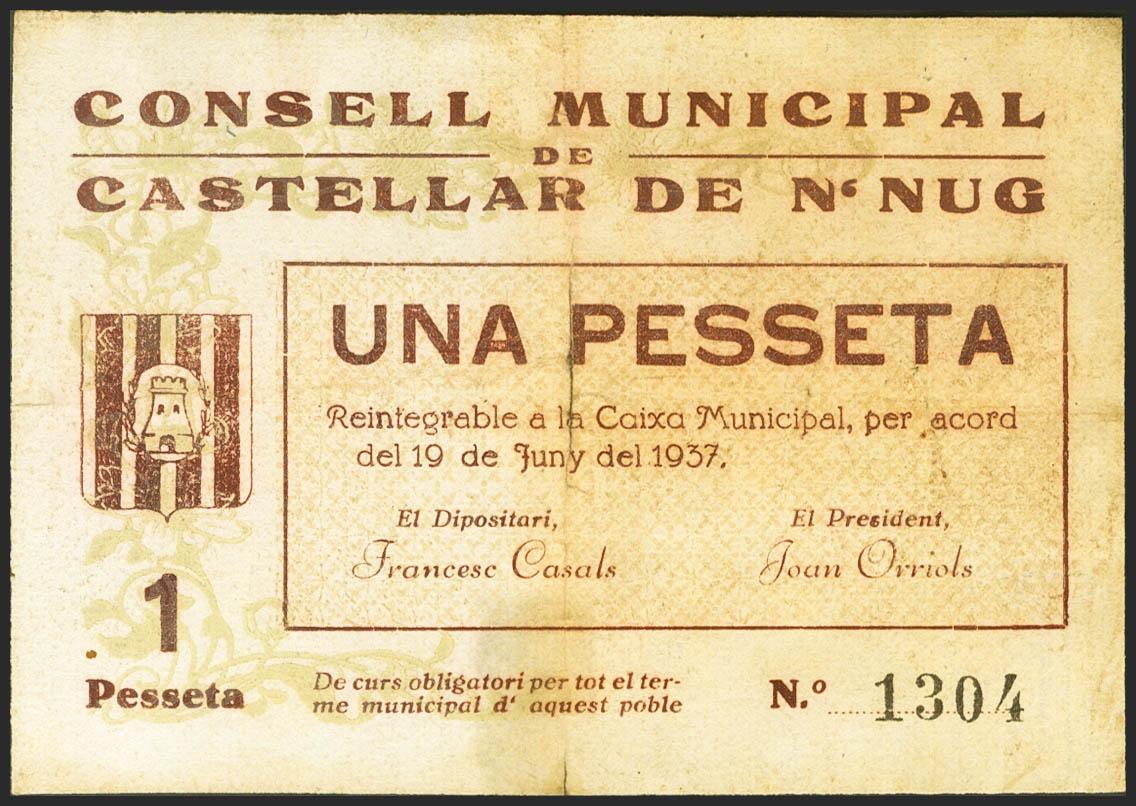 CONSELL MUNICIPAL
DE
CASTELLAR DE N‘ NUG
UNA PESSETA
Reintegrable a la Caixa Municipal, per acord
del 19 de Juny del 1937.
El Dipositari,
El President,
Francesc Casals
Joan Orriols
1
Pesseta
De curs obligatori per tot el ter-
me municipal d‘ aquest poble
N.º 1304